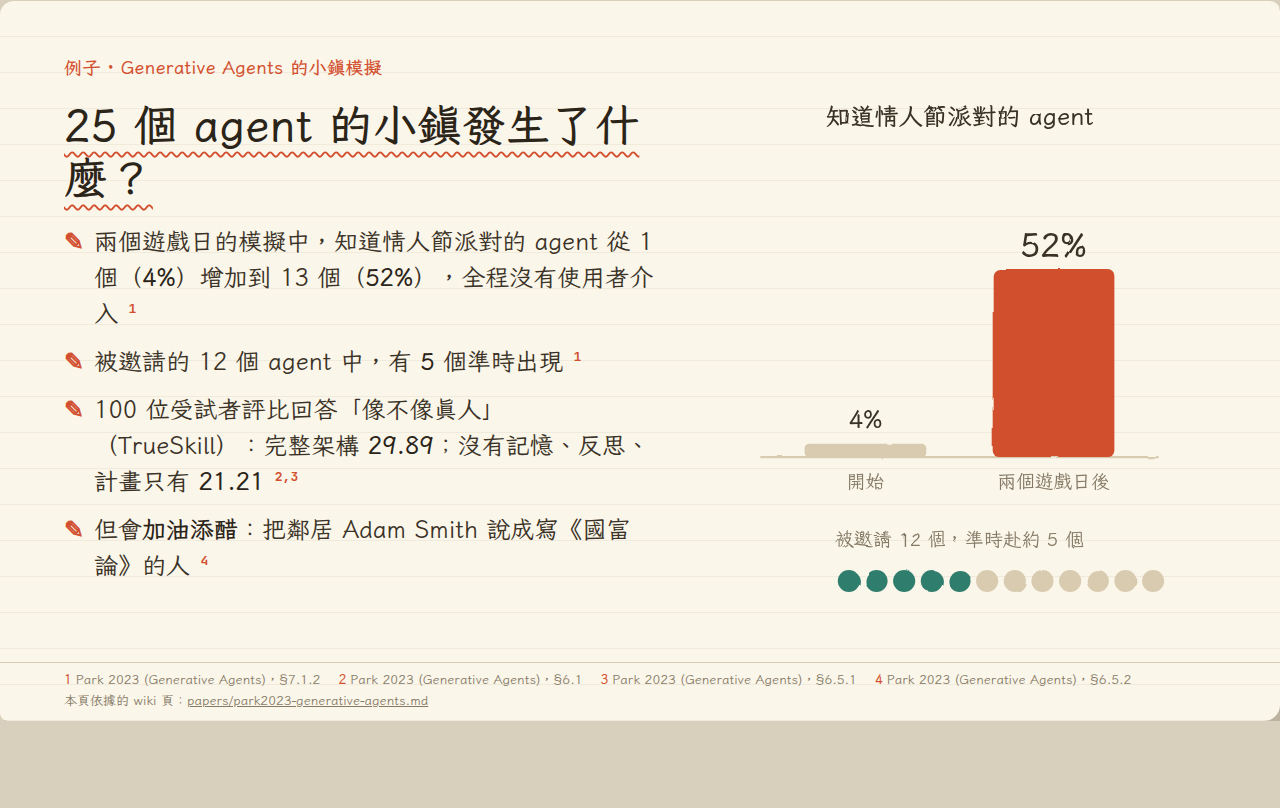 例子・Generative Agents 的小鎮模擬
25 個 agent 的小鎮發生了什
麼？
✎ 兩個遊戲日的模擬中，知道情人節派對的 agent 從 1
個（4%）增加到 13 個（52%），全程沒有使用者介
入 1
✎ 被邀請的 12 個 agent 中，有 5 個準時出現 1
✎ 100 位受試者評比回答「像不像真人」
（TrueSkill）：完整架構 29.89；沒有記憶、反思、
計畫只有 21.21 2,3
✎ 但會加油添醋：把鄰居 Adam Smith 說成寫《國富
論》的人 4
知道情人節派對的 agent
52%
4%
開始
兩個遊戲日後
被邀請 12 個，準時赴約 5 個
1 Park 2023 (Generative Agents)，§7.1.2 2 Park 2023 (Generative Agents)，§6.1 3 Park 2023 (Generative Agents)，§6.5.1 4 Park 2023 (Generative Agents)，§6.5.2
本頁依據的 wiki 頁：papers/park2023-generative-agents.md